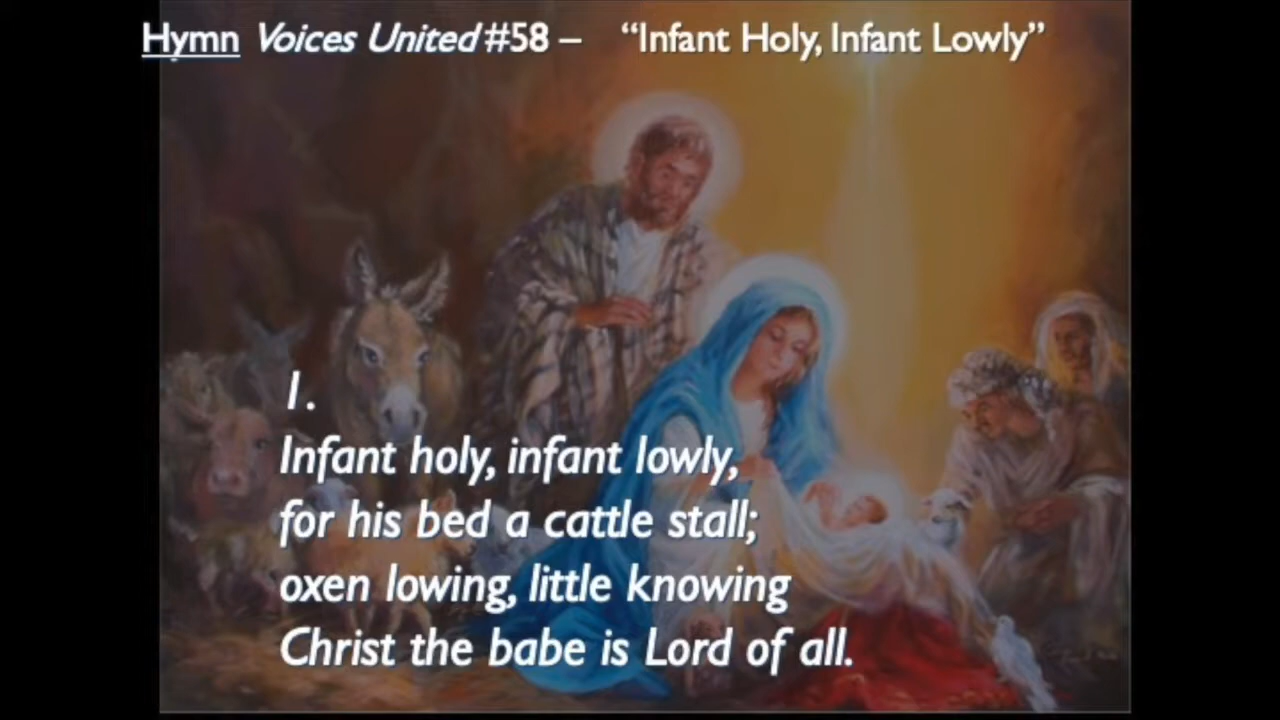 Hymn Voices United #58 – “Infant Holy, Infant Lowly”
1.
Infant holy, infant lowly,
for his bed a cattle stall;
oxen lowing, little knowing
Christ the babe is Lord of all.